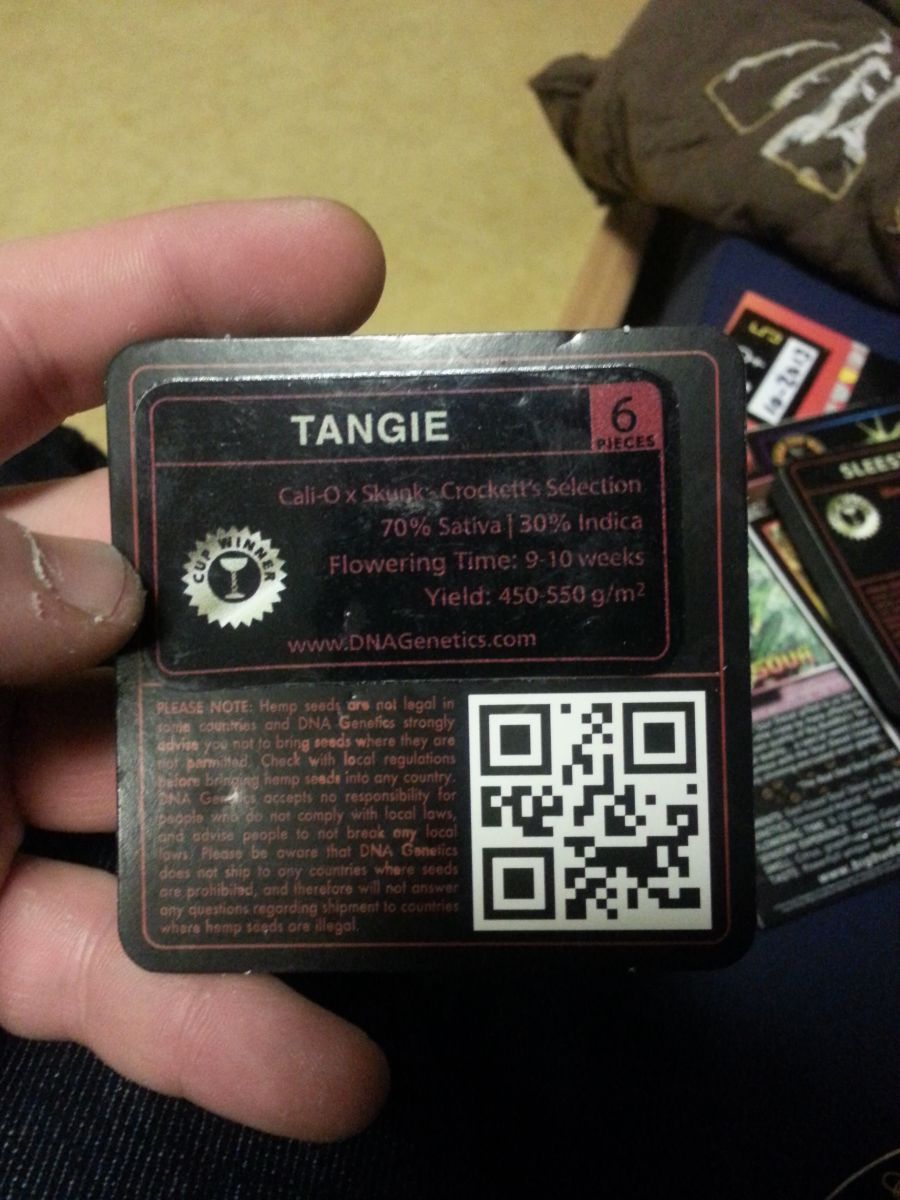 TANGIE
6
PIECES
Cali-O x Skunk - Crockett's Selection
70% Sativa | 30% Indica
CUP WINNER
Flowering Time: 9-10 weeks
Yield: 450-550 g/m²
www.DNAGenetics.com
PLEASE NOTE: Hemp seeds are not legal in
some countries and DNA Genetics strongly
advise you not to bring seeds where they are
not permitted. Check with local regulations
before bringing hemp seeds into any country.
DNA Genetics accepts no responsibility for
people who do not comply with local laws,
and advise people to not break any local
laws. Please be aware that DNA Genetics
does not ship to any countries where seeds
are prohibited, and therefore will not answer
any questions regarding shipment to countries
where hemp seeds are illegal.
10-2013
SLEES
SOUR